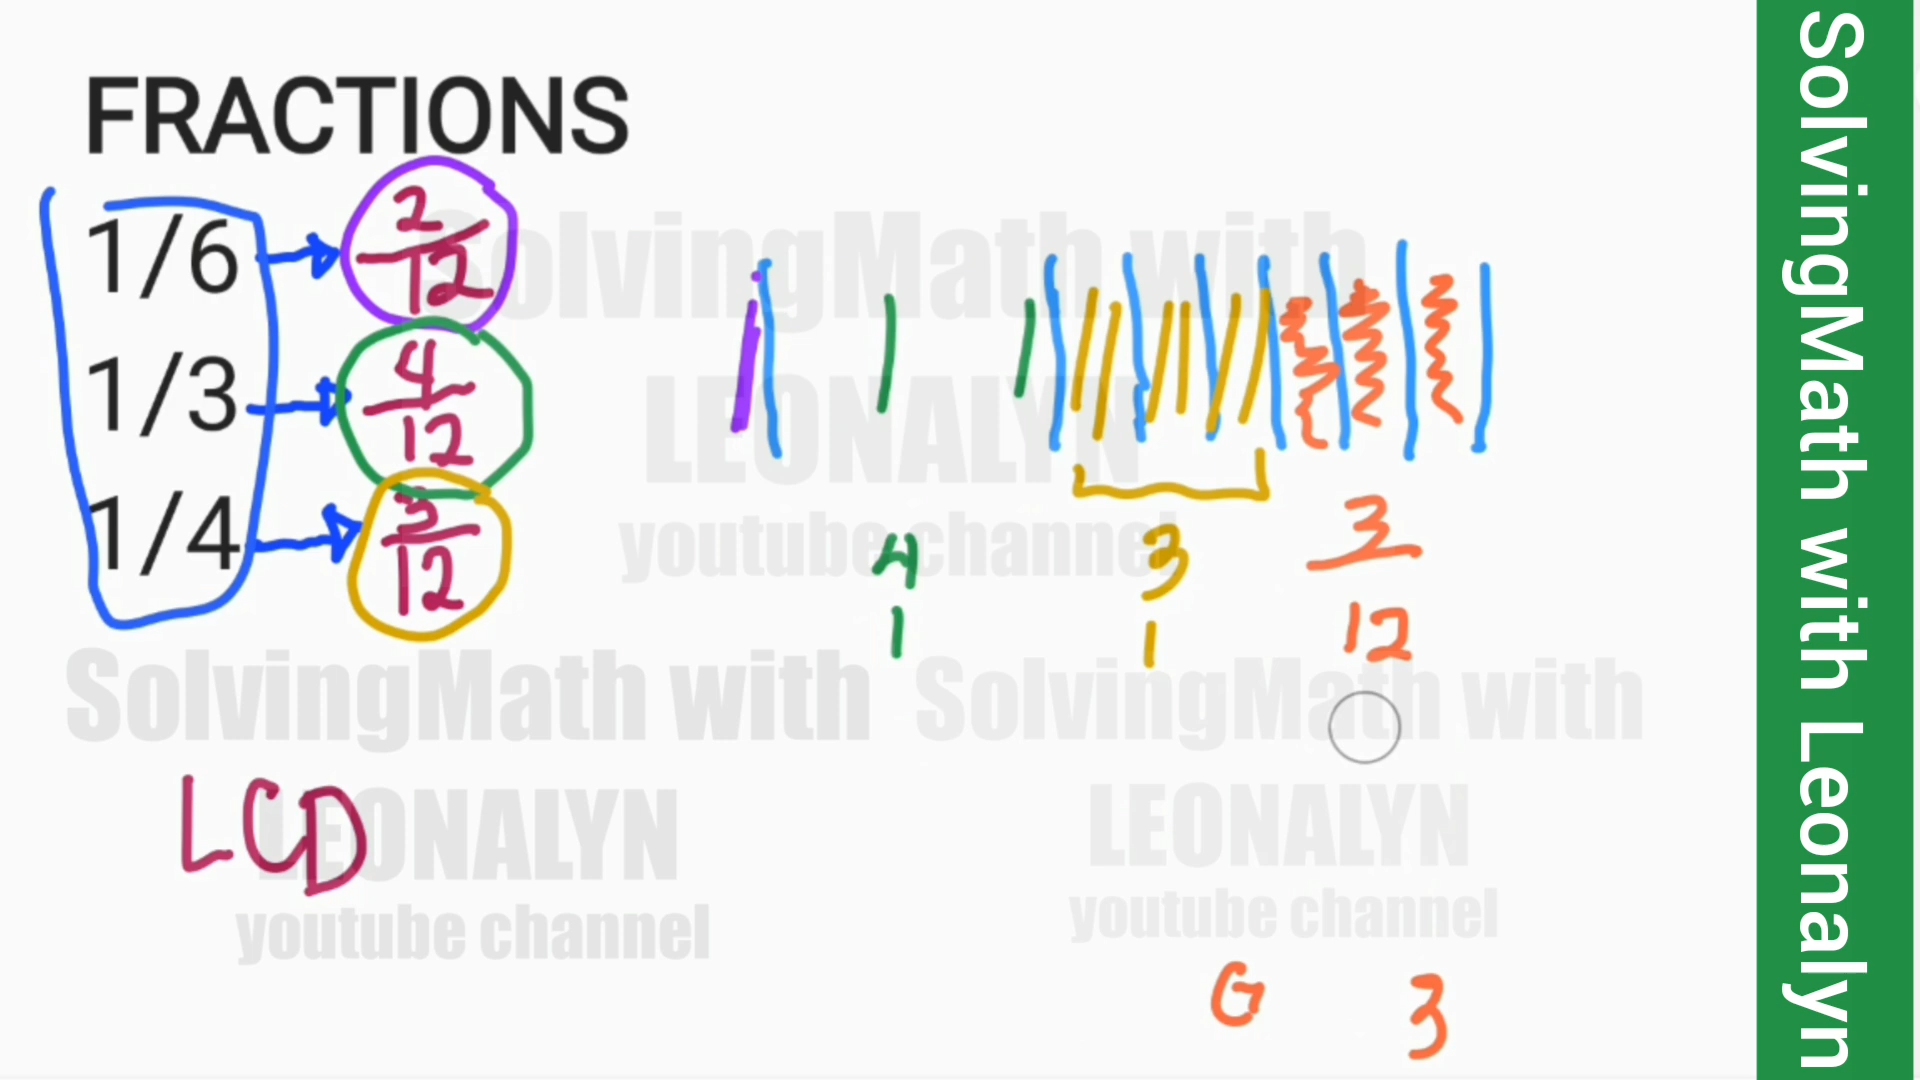 FRACTIONS
1/6 2/12
1/3 4/12
1/4 3/12
4 3 3/12
1 1
LCD
G 3
SolvingMath with
LEONALYN
youtube channel
SolvingMath with
LEONALYN
youtube channel
SolvingMath with
LEONALYN
youtube channel
SolvingMath with Leonalyn